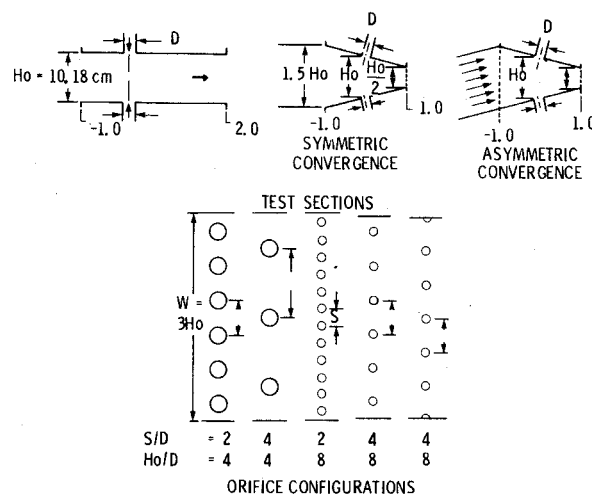 D
Ho = 10.18 cm
-1.0
2.0
D
1.5 Ho
Ho
Ho
2
-1.0
1.0
SYMMETRIC
CONVERGENCE
D
Ho
-1.0
1.0
ASYMMETRIC
CONVERGENCE
TEST SECTIONS
W =
3Ho
S
S/D = 2 4 2 4 4
Ho/D = 4 4 8 8 8
ORIFICE CONFIGURATIONS